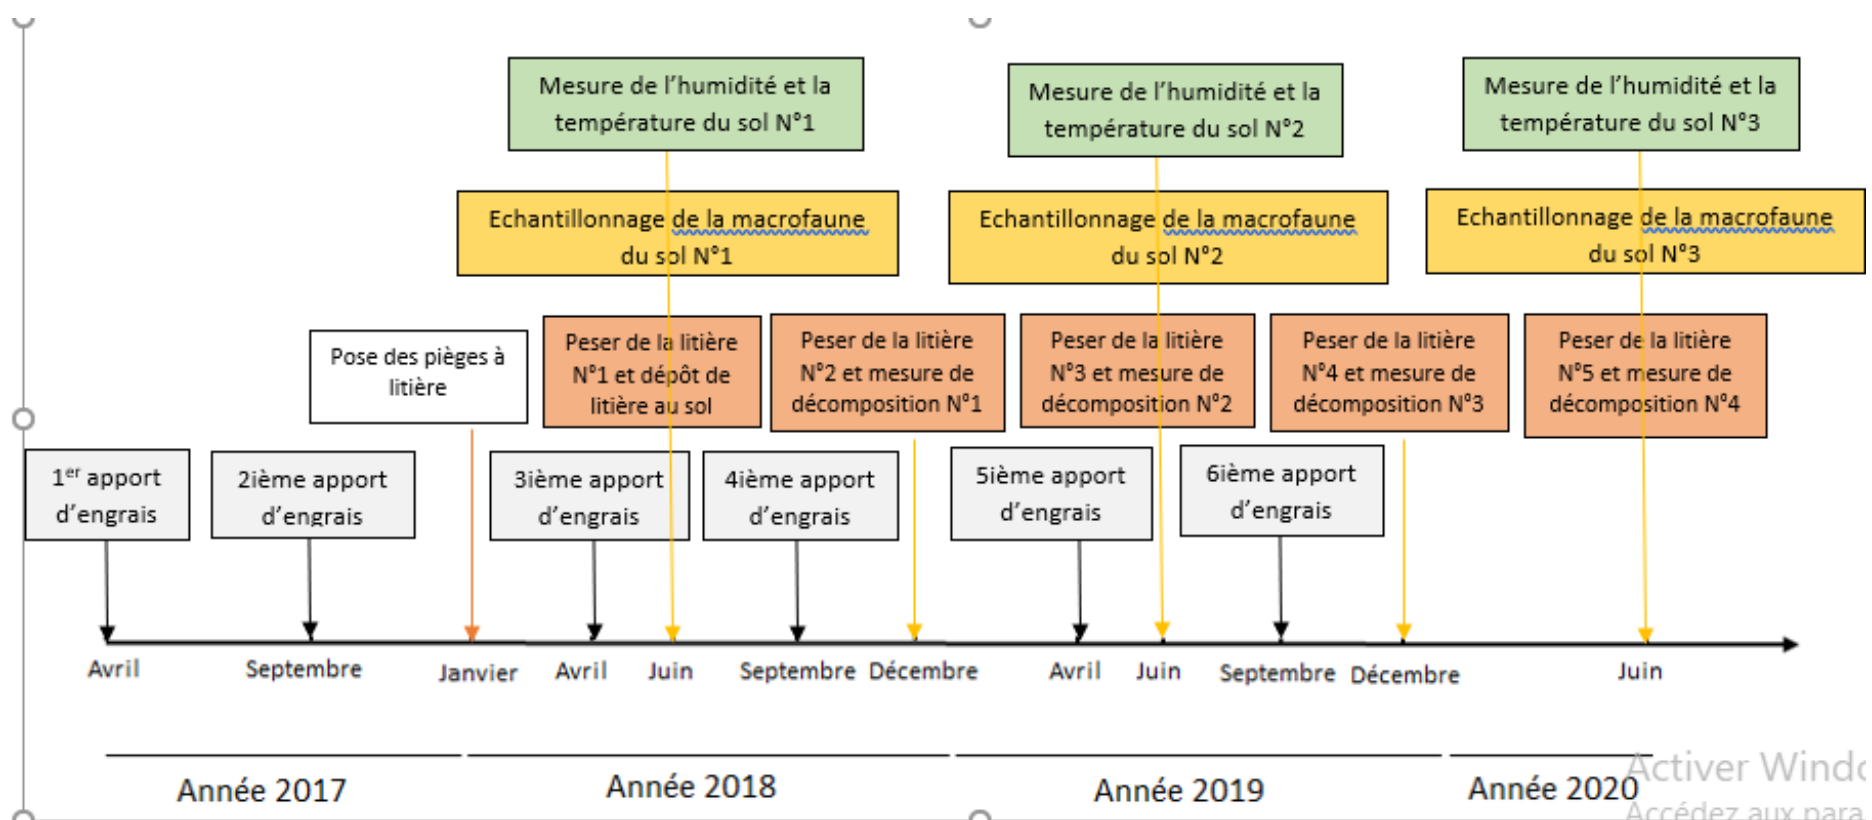 Mesure de l’humidité et la
température du sol N°1
Mesure de l’humidité et la
température du sol N°2
Mesure de l’humidité et la
température du sol N°3
Echantillonnage de la macrofaune
du sol N°1
Echantillonnage de la macrofaune
du sol N°2
Echantillonnage de la macrofaune
du sol N°3
Pose des pièges à
litière
Peser de la litière
N°1 et dépôt de
litière au sol
Peser de la litière
N°2 et mesure de
décomposition N°1
Peser de la litière
N°3 et mesure de
décomposition N°2
Peser de la litière
N°4 et mesure de
décomposition N°3
Peser de la litière
N°5 et mesure de
décomposition N°4
1er apport
d’engrais
2ième apport
d’engrais
3ième apport
d’engrais
4ième apport
d’engrais
5ième apport
d’engrais
6ième apport
d’engrais
Avril
Septembre
Janvier
Avril
Juin
Septembre
Décembre
Avril
Juin
Septembre
Décembre
Juin
Année 2017
Année 2018
Année 2019
Année 2020
Activer Windo
Accédez aux para